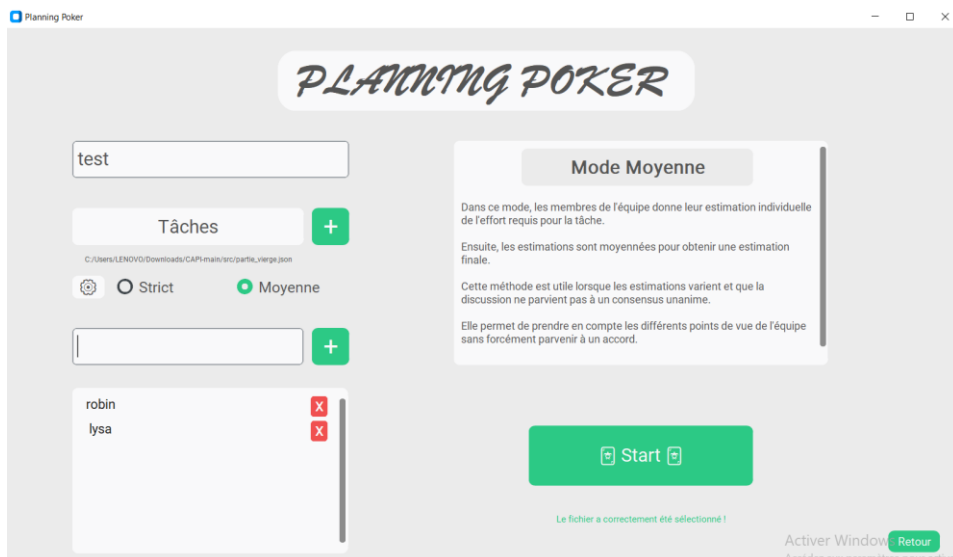 Planning Poker
PLANNING POKER
test
Tâches
+
C:/Users/LENOVO/Downloads/CAPI-main/src/partie_vierge.json
Strict
Moyenne
+
robin
X
lysa
X
Mode Moyenne
Dans ce mode, les membres de l'équipe donne leur estimation individuelle
de l'effort requis pour la tâche.
Ensuite, les estimations sont moyennées pour obtenir une estimation
finale.
Cette méthode est utile lorsque les estimations varient et que la
discussion ne parvient pas à un consensus unanime.
Elle permet de prendre en compte les différents points de vue de l'équipe
sans forcément parvenir à un accord.
Start
Le fichier a correctement été sélectionné !
Activer Window
Retour